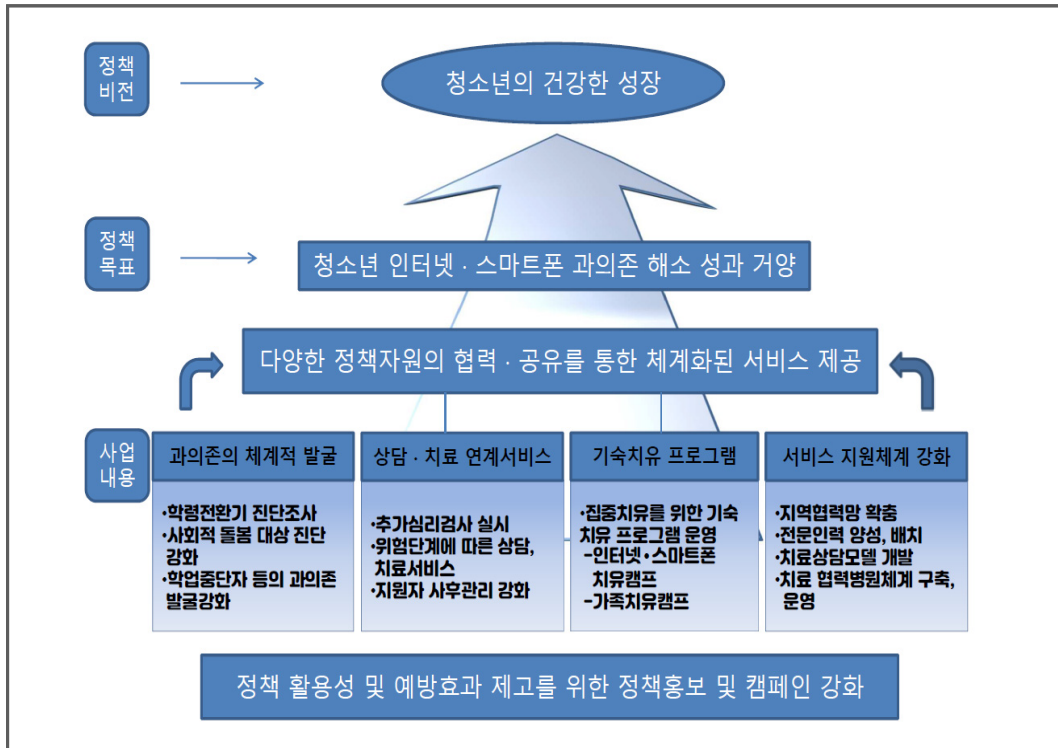 정책
비전
청소년의 건강한 성장
정책
목표
청소년 인터넷 · 스마트폰 과의존 해소 성과 거양
다양한 정책자원의 협력 · 공유를 통한 체계화된 서비스 제공
사업
내용
과의존의 체계적 발굴
•학령전환기 진단조사
•사회적 돌봄 대상 진단
강화
•학업중단자 등의 과의존
발굴강화
상담 · 치료 연계서비스
•추가심리검사 실시
•위험단계에 따른 상담,
치료서비스
•지원자 사후관리 강화
기숙치유 프로그램
•집중치유를 위한 기숙
치유 프로그램 운영
-인터넷•스마트폰
치유캠프
-가족치유캠프
서비스 지원체계 강화
•지역협력망 확충
•전문인력 양성, 배치
•치료상담모델 개발
•치료 협력병원체계 구축,
운영
정책 활용성 및 예방효과 제고를 위한 정책홍보 및 캠페인 강화